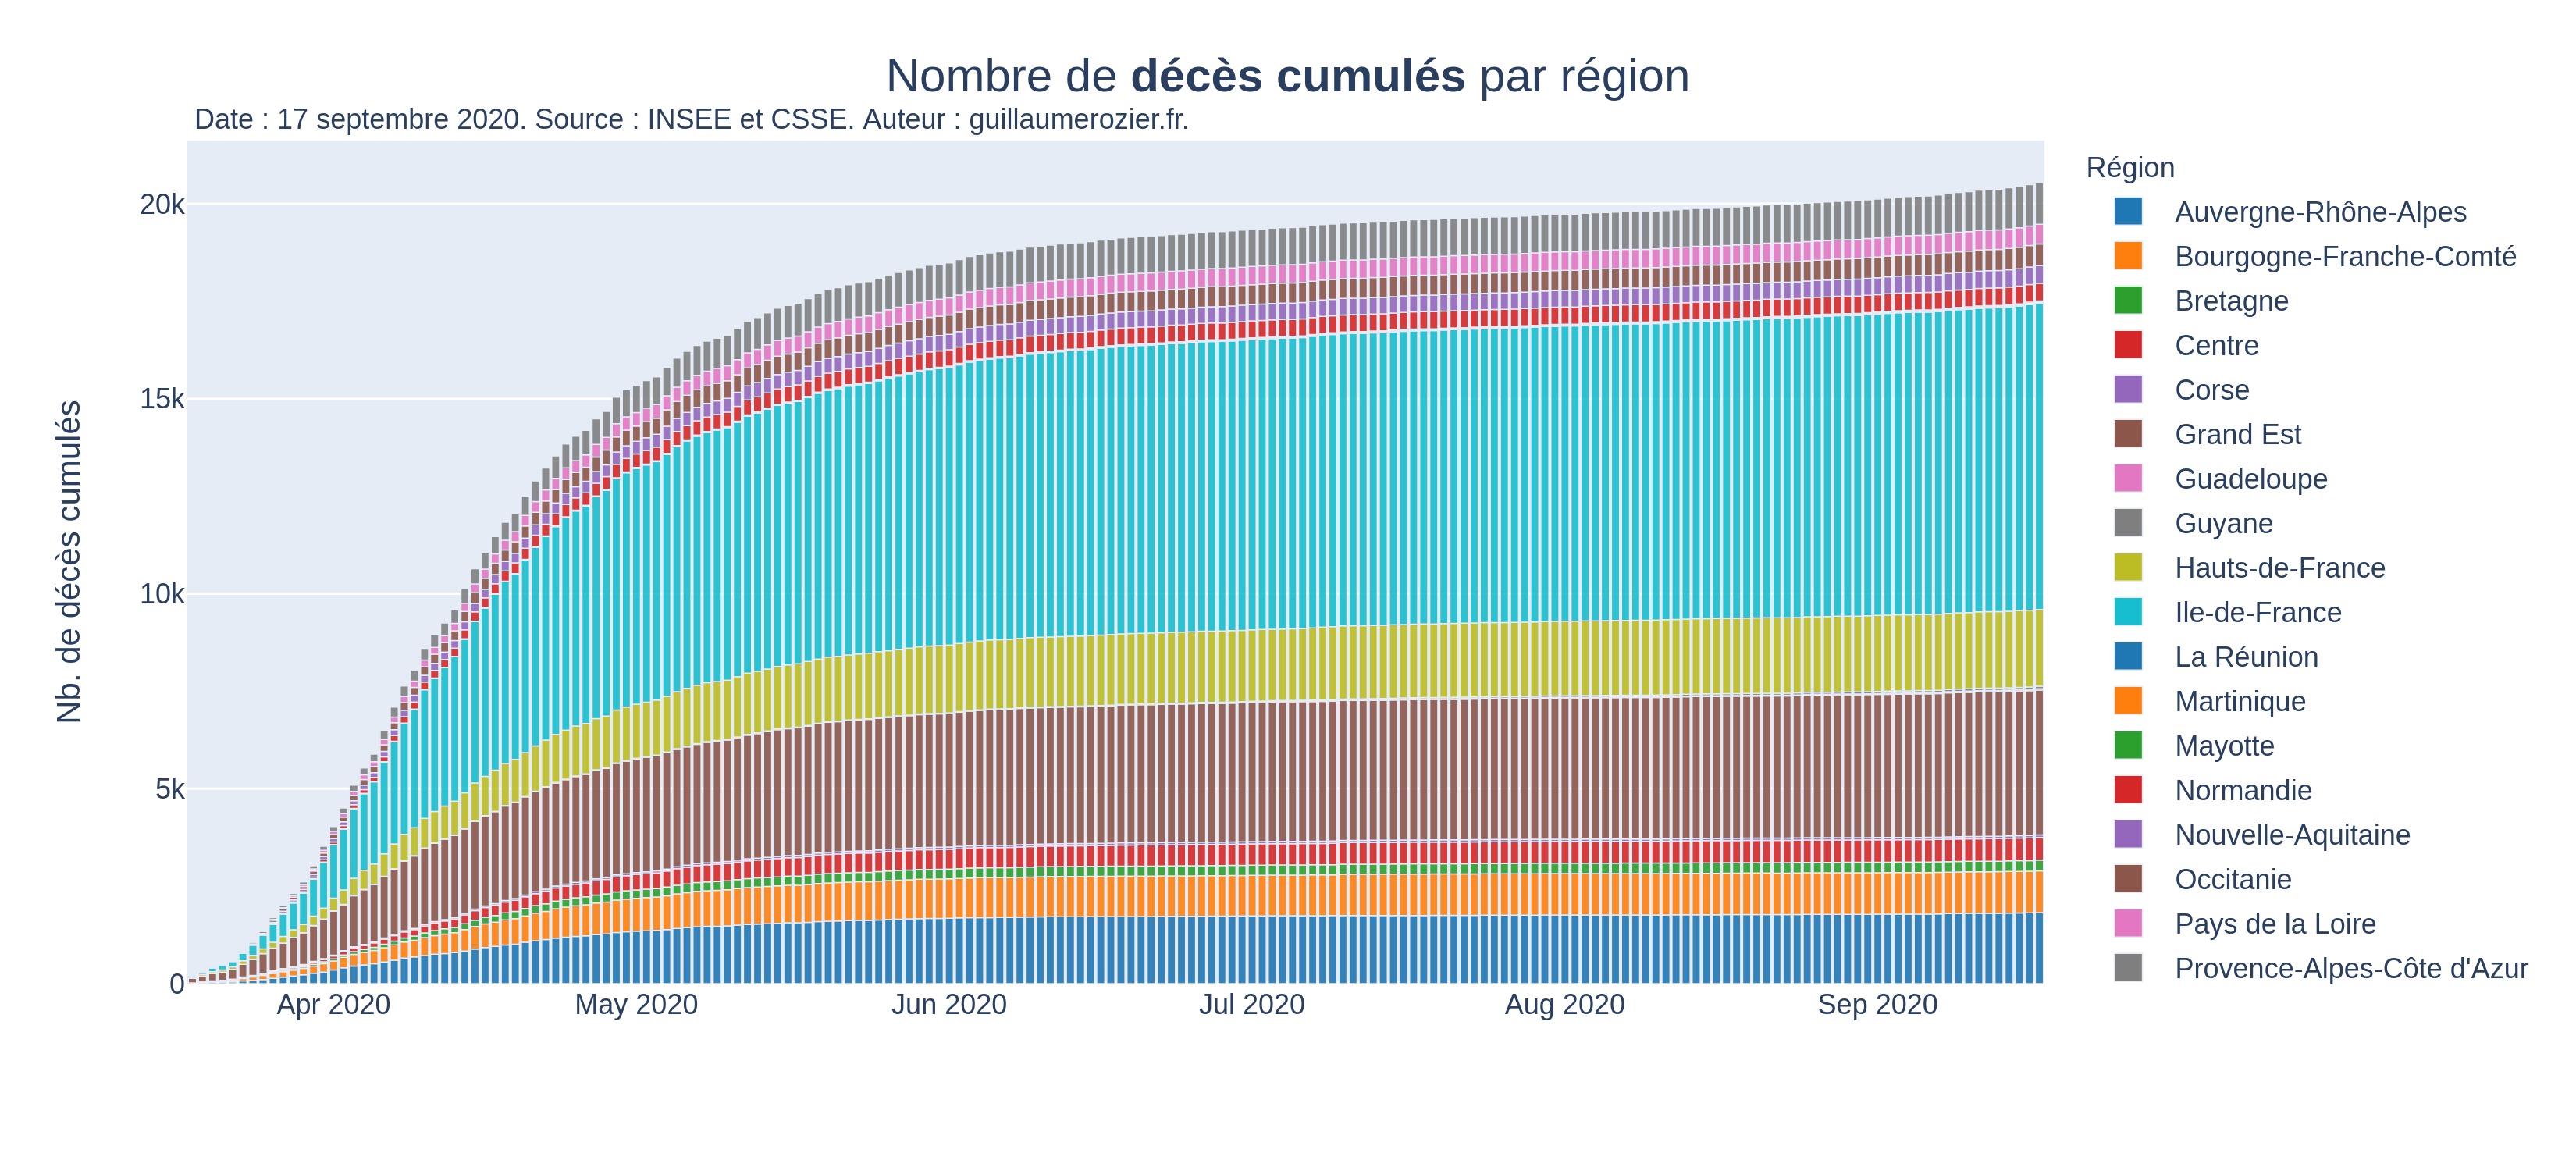 Nombre de décès cumulés par région
Date : 17 septembre 2020. Source : INSEE et CSSE. Auteur : guillaumerozier.fr.
Nb. de décès cumulés
20k
15k
10k
5k
0
Apr 2020
May 2020
Jun 2020
Jul 2020
Aug 2020
Sep 2020
Région
Auvergne-Rhône-Alpes
Bourgogne-Franche-Comté
Bretagne
Centre
Corse
Grand Est
Guadeloupe
Guyane
Hauts-de-France
Ile-de-France
La Réunion
Martinique
Mayotte
Normandie
Nouvelle-Aquitaine
Occitanie
Pays de la Loire
Provence-Alpes-Côte d'Azur